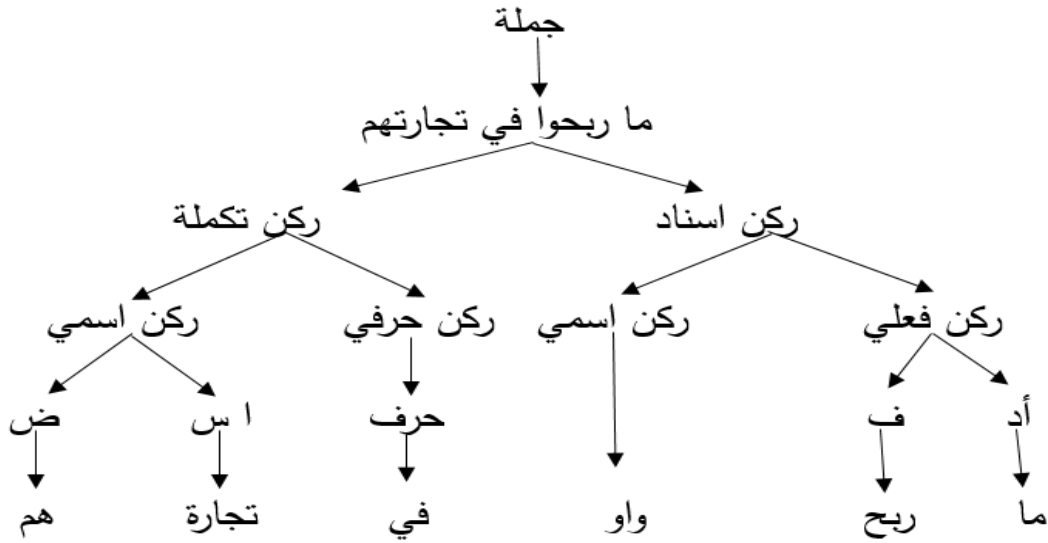 جملة
ما ربحوا في تجارتهم
ركن اسناد ركن تكملة
ركن فعلي ركن اسمي ركن حرفي ركن اسمي
أد ف حرف ا س ض
ما ربح واو في تجارة هم